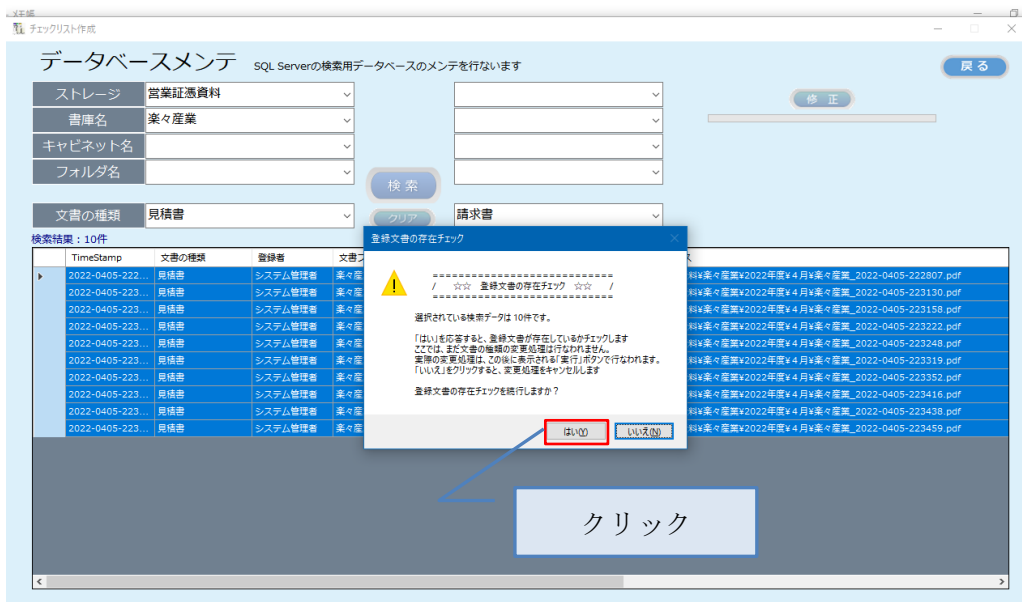 チェックリスト作成
データベースメンテ SQL Serverの検索用データベースのメンテを行ないます
戻る
ストレージ 営業証憑資料
修 正
書庫名 楽々産業
キャビネット名
フォルダ名
検 索
文書の種類 見積書 クリア 請求書
検索結果:10件
登録文書の存在チェック
TimeStamp 文書の種類 登録者
2022-0405-222... 見積書 システム管理者 楽々産 料¥楽々産業¥2022年度¥4月¥楽々産業_2022-0405-222807.pdf
2022-0405-223... 見積書 システム管理者 楽々産 料¥楽々産業¥2022年度¥4月¥楽々産業_2022-0405-223130.pdf
2022-0405-223... 見積書 システム管理者 楽々産 料¥楽々産業¥2022年度¥4月¥楽々産業_2022-0405-223158.pdf
2022-0405-223... 見積書 システム管理者 楽々産 料¥楽々産業¥2022年度¥4月¥楽々産業_2022-0405-223222.pdf
2022-0405-223... 見積書 システム管理者 楽々産 料¥楽々産業¥2022年度¥4月¥楽々産業_2022-0405-223248.pdf
2022-0405-223... 見積書 システム管理者 楽々産 料¥楽々産業¥2022年度¥4月¥楽々産業_2022-0405-223319.pdf
2022-0405-223... 見積書 システム管理者 楽々産 料¥楽々産業¥2022年度¥4月¥楽々産業_2022-0405-223352.pdf
2022-0405-223... 見積書 システム管理者 楽々産 料¥楽々産業¥2022年度¥4月¥楽々産業_2022-0405-223416.pdf
2022-0405-223... 見積書 システム管理者 楽々産 料¥楽々産業¥2022年度¥4月¥楽々産業_2022-0405-223438.pdf
2022-0405-223... 見積書 システム管理者 楽々産 料¥楽々産業¥2022年度¥4月¥楽々産業_2022-0405-223459.pdf
============================
/ ☆☆ 登録文書の存在チェック ☆☆ /
============================
選択されている検索データは 10件です。
「はい」を応答すると、登録文書が存在しているかチェックします
ここでは、まだ文書の種類の変更処理は行なわれません。
実際の変更処理は、この後に表示される「実行」ボタンで行なわれます。
「いいえ」をクリックすると、変更処理をキャンセルします
登録文書の存在チェックを続行しますか？
はい(Y) いいえ(N)
クリック